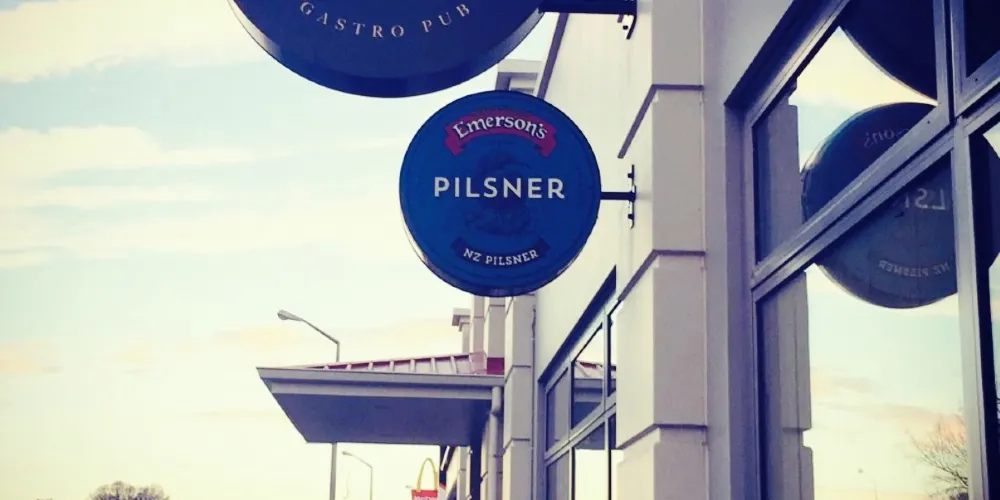 GASTRO PUB
Emerson's
PILSNER
NZ PILSNER